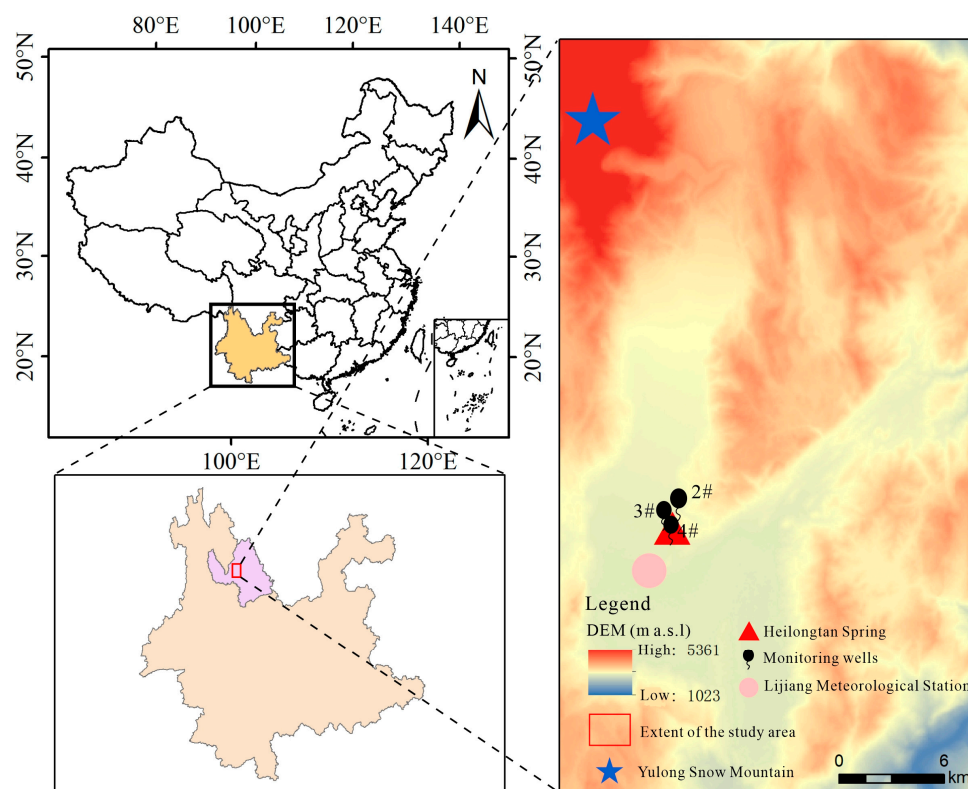 80°E 100°E 120°E 140°E
50°N
40°N
30°N
20°N
50°N
40°N
30°N
20°N
N
100°E 120°E
2#
3#
4#
Legend
DEM (m a.s.l)
High: 5361
Low: 1023
Extent of the study area
Yulong Snow Mountain
Heilongtan Spring
Monitoring wells
Lijiang Meteorological Station
0 6
km